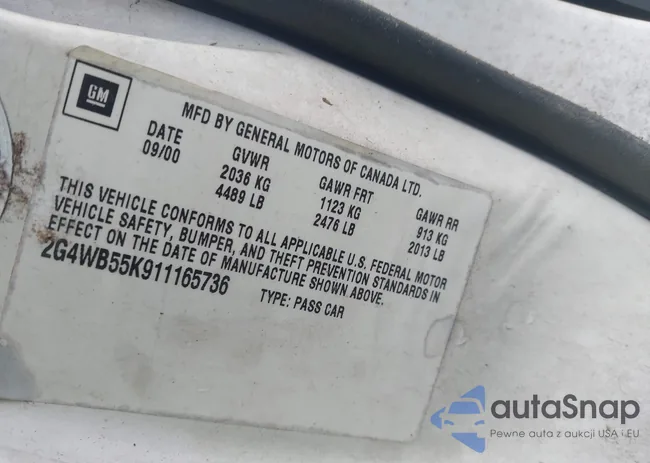 GM
MFD BY GENERAL MOTORS OF CANADA LTD.
DATE GVWR GAWR FRT GAWR RR
09/00 2036 KG 1123 KG 913 KG
4489 LB 2476 LB 2013 LB
THIS VEHICLE CONFORMS TO ALL APPLICABLE U.S. FEDERAL MOTOR
VEHICLE SAFETY, BUMPER, AND THEFT PREVENTION STANDARDS IN
EFFECT ON THE DATE OF MANUFACTURE SHOWN ABOVE.
2G4WB55K911165736 TYPE: PASS CAR
autaSnap
Pewne auta z aukcji USA i EU